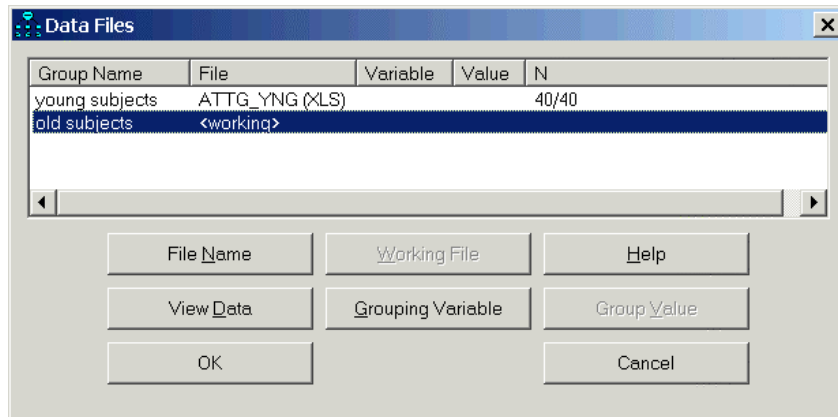 Data Files
Group Name File Variable Value N
young subjects ATTG_YNG (XLS) 40/40
old subjects <working>
File Name Working File Help
View Data Grouping Variable Group Value
OK Cancel